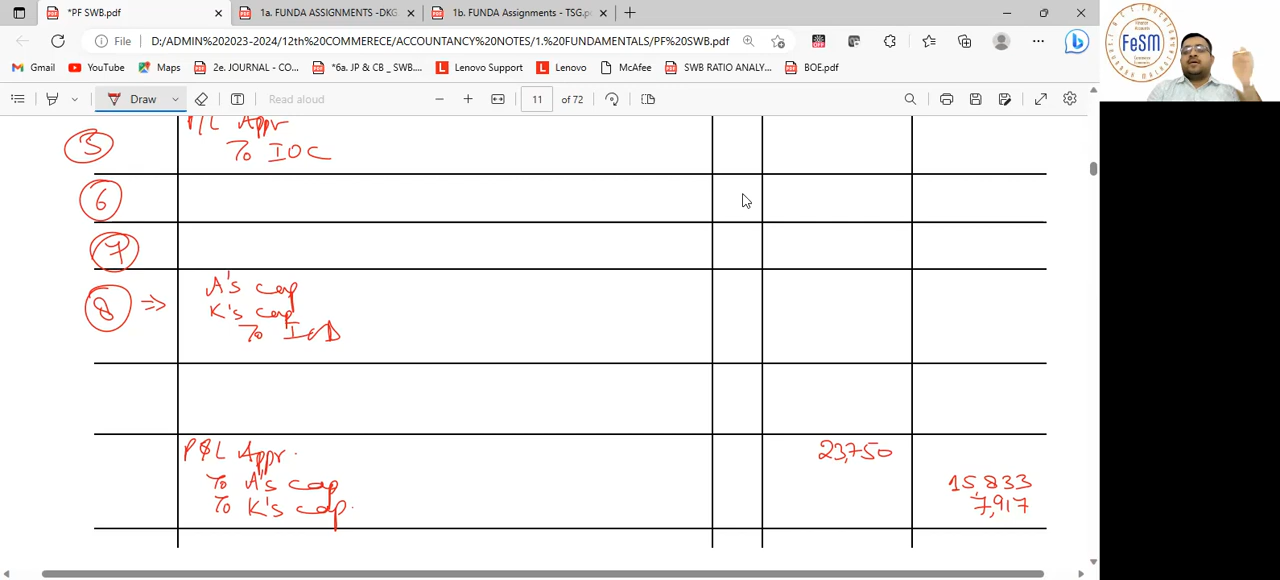 *PF SWB.pdf
1a. FUNDA ASSIGNMENTS -DKG
1b. FUNDA Assignments - TSG.p
File
D:/ADMIN%202023-2024/12th%20COMMERECE/ACCOUNTANCE%20NOTES/1.%20FUNDAMENTALS/PF%20SWB.pdf
Gmail
YouTube
Maps
2e. JOURNAL - CO...
*6a. JP & CB _ SWB....
Lenovo Support
Lenovo
McAfee
SWB RATIO ANALY...
BOE.pdf
Draw
Read aloud
11 of 72
FeSM
P/L Appr
To IOC
6
7
8 ⇒
A's cap
K's cap
To IOD
P&L Appr. 23,750
To A's cap 15,833
To K's cap. 7,917